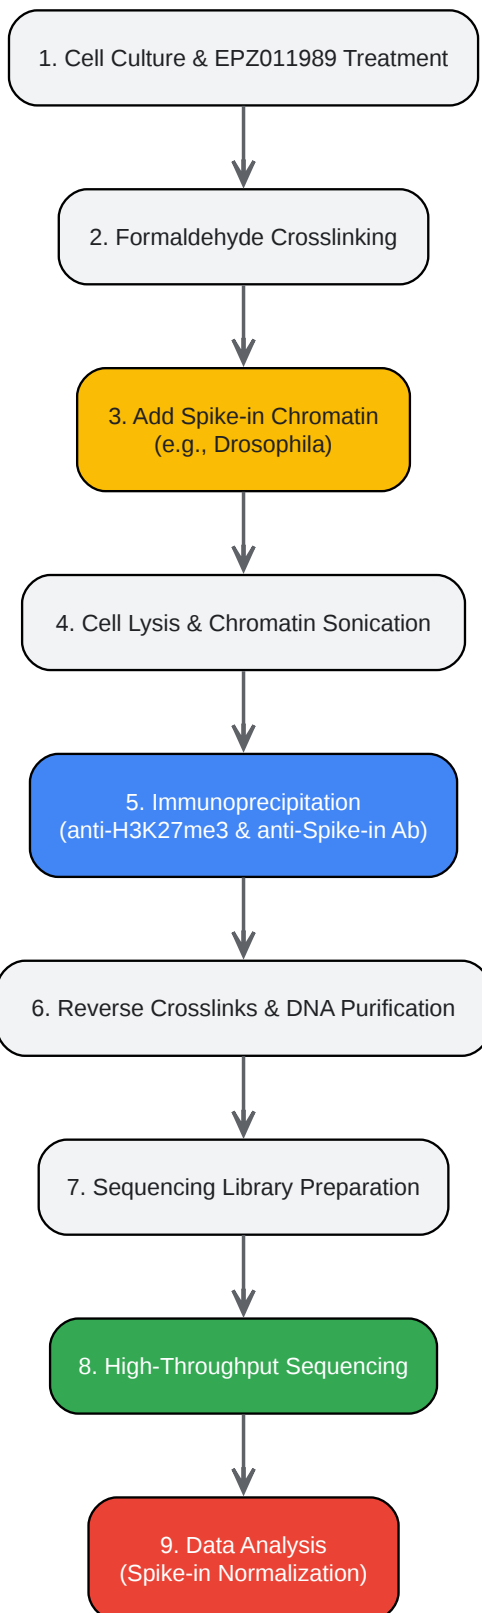 1. Cell Culture & EPZ011989 Treatment
2. Formaldehyde Crosslinking
3. Add Spike-in Chromatin
(e.g., Drosophila)
4. Cell Lysis & Chromatin Sonication
5. Immunoprecipitation
(anti-H3K27me3 & anti-Spike-in Ab)
6. Reverse Crosslinks & DNA Purification
7. Sequencing Library Preparation
8. High-Throughput Sequencing
9. Data Analysis
(Spike-in Normalization)